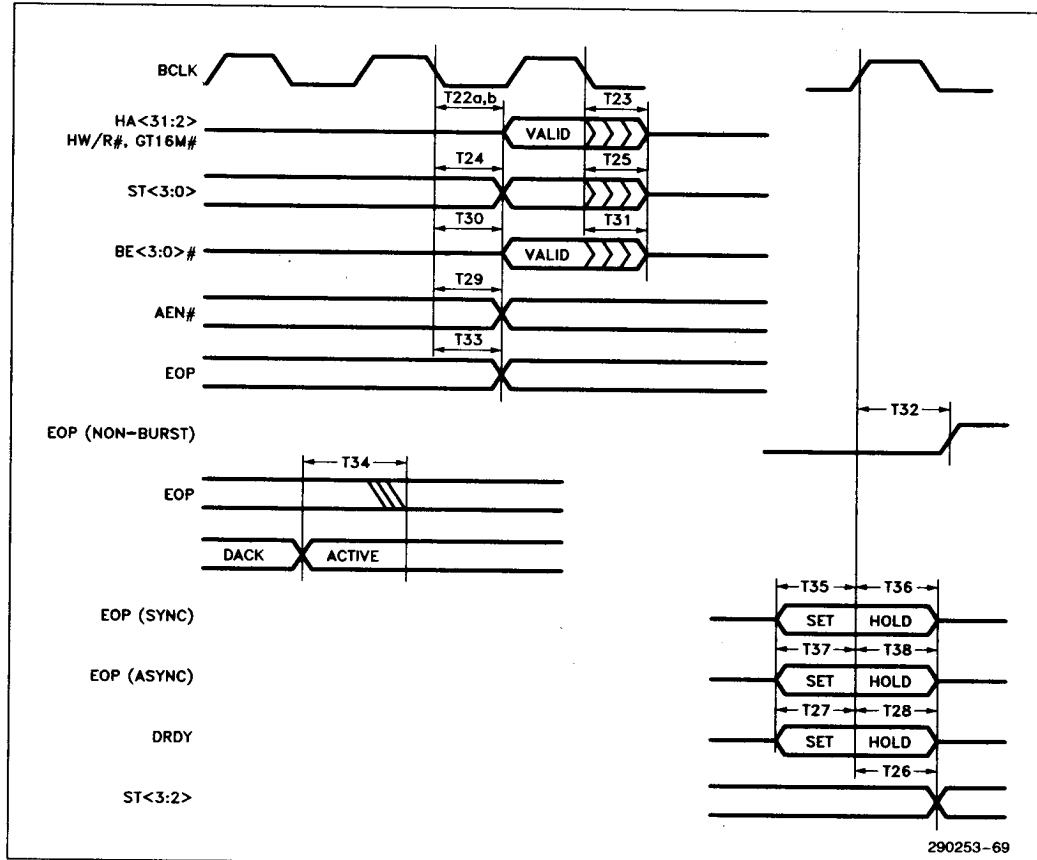 BCLK
T22a,b
T23
HA<31:2>
HW/R#, GT16M#
VALID
T24
T25
ST<3:0>
T30
T31
BE<3:0>#
VALID
T29
AEN#
T33
EOP
T32
EOP (NON-BURST)
T34
EOP
DACK
ACTIVE
T35
T36
EOP (SYNC)
SET
HOLD
T37
T38
EOP (ASYNC)
SET
HOLD
T27
T28
DRDY
SET
HOLD
T26
ST<3:2>
290253-69